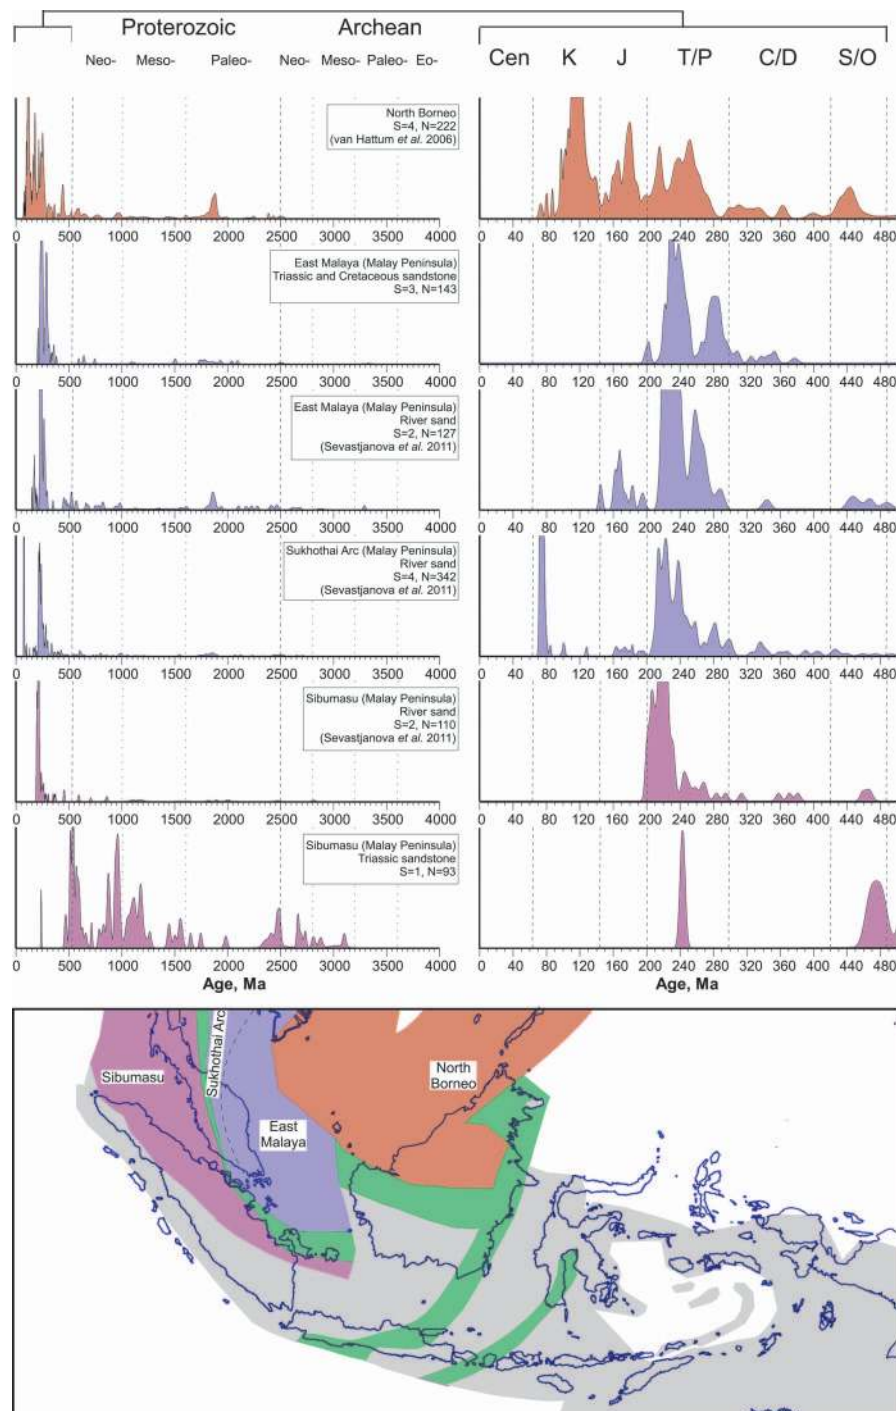 Proterozoic Archean
Neo- Meso- Paleo- Neo- Meso- Paleo- Eo-
Cen K J T/P C/D S/O
North Borneo
S=4, N=222
(van Hattum et al. 2006)
0 500 1000 1500 2000 2500 3000 3500 4000
0 40 80 120 160 200 240 280 320 360 400 440 480
East Malaya (Malay Peninsula)
Triassic and Cretaceous sandstone
S=3, N=143
0 500 1000 1500 2000 2500 3000 3500 4000
0 40 80 120 160 200 240 280 320 360 400 440 480
East Malaya (Malay Peninsula)
River sand
S=2, N=127
(Sevastjanova et al. 2011)
0 500 1000 1500 2000 2500 3000 3500 4000
0 40 80 120 160 200 240 280 320 360 400 440 480
Sukhothai Arc (Malay Peninsula)
River sand
S=4, N=342
(Sevastjanova et al. 2011)
0 500 1000 1500 2000 2500 3000 3500 4000
0 40 80 120 160 200 240 280 320 360 400 440 480
Sibumasu (Malay Peninsula)
River sand
S=2, N=110
(Sevastjanova et al. 2011)
0 500 1000 1500 2000 2500 3000 3500 4000
0 40 80 120 160 200 240 280 320 360 400 440 480
Sibumasu (Malay Peninsula)
Triassic sandstone
S=1, N=93
0 500 1000 1500 2000 2500 3000 3500 4000
0 40 80 120 160 200 240 280 320 360 400 440 480
Age, Ma
Age, Ma
Sibumasu
Sukhothai Arc
East
Malaya
North
Borneo